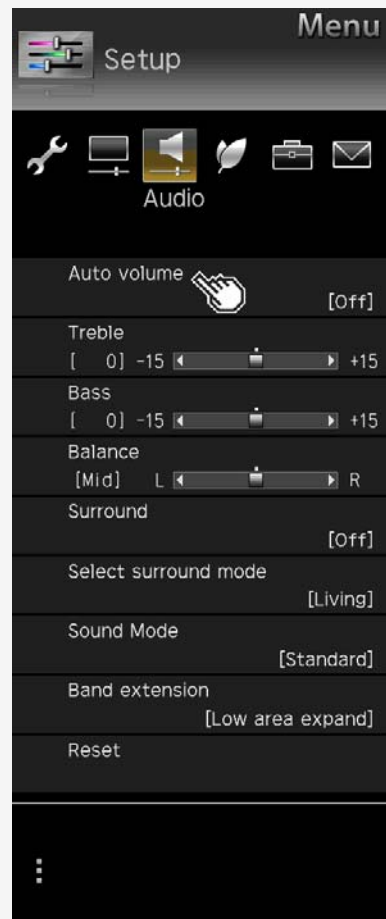 Menu
Setup
Audio
Auto volume
[Off]
Treble
[ 0] -15 +15
Bass
[ 0] -15 +15
Balance
[Mid] L R
Surround
[Off]
Select surround mode
[Living]
Sound Mode
[Standard]
Band extension
[Low area expand]
Reset